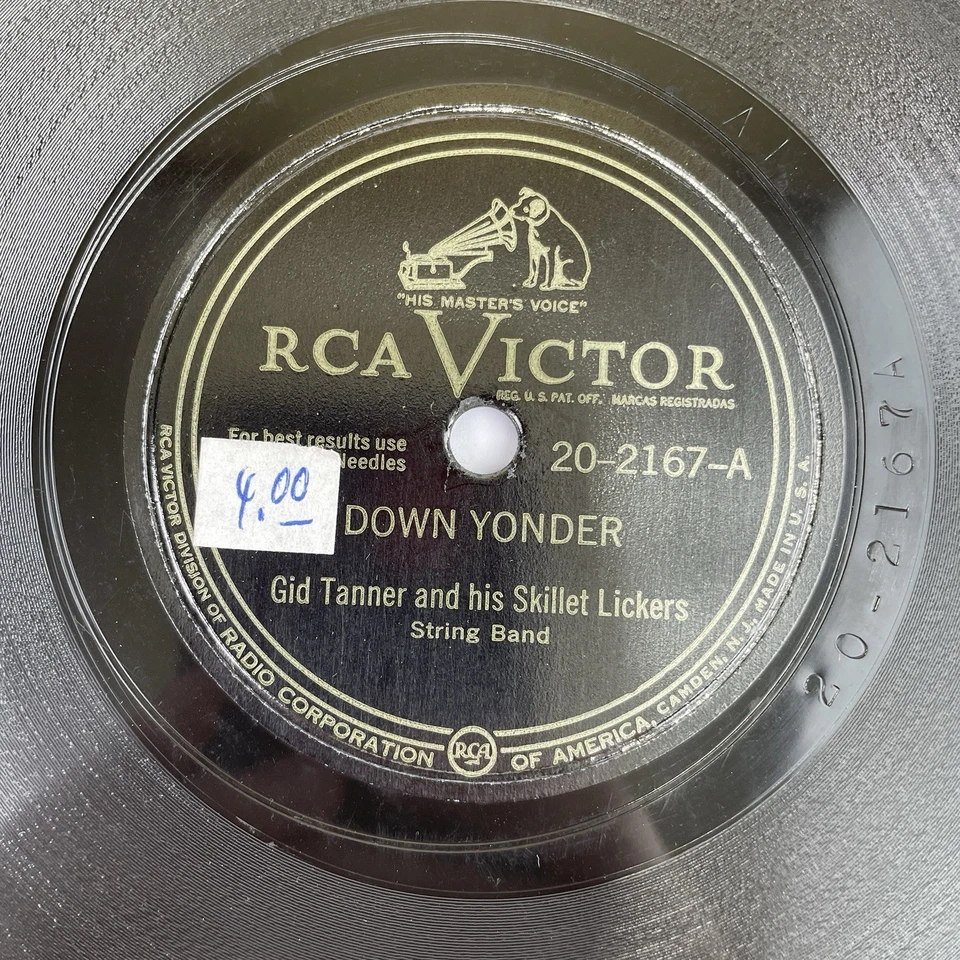 "HIS MASTER'S VOICE"
RCA VICTOR
REG. U. S. PAT. OFF. MARCAS REGISTRADAS
For best results use
Needles
20-2167-A
4.00
DOWN YONDER
Gid Tanner and his Skillet Lickers
String Band
RCA VICTOR DIVISION OF RADIO CORPORATION OF AMERICA, CAMDEN, N. J. MADE IN U. S. A.
RCA
20-2167A